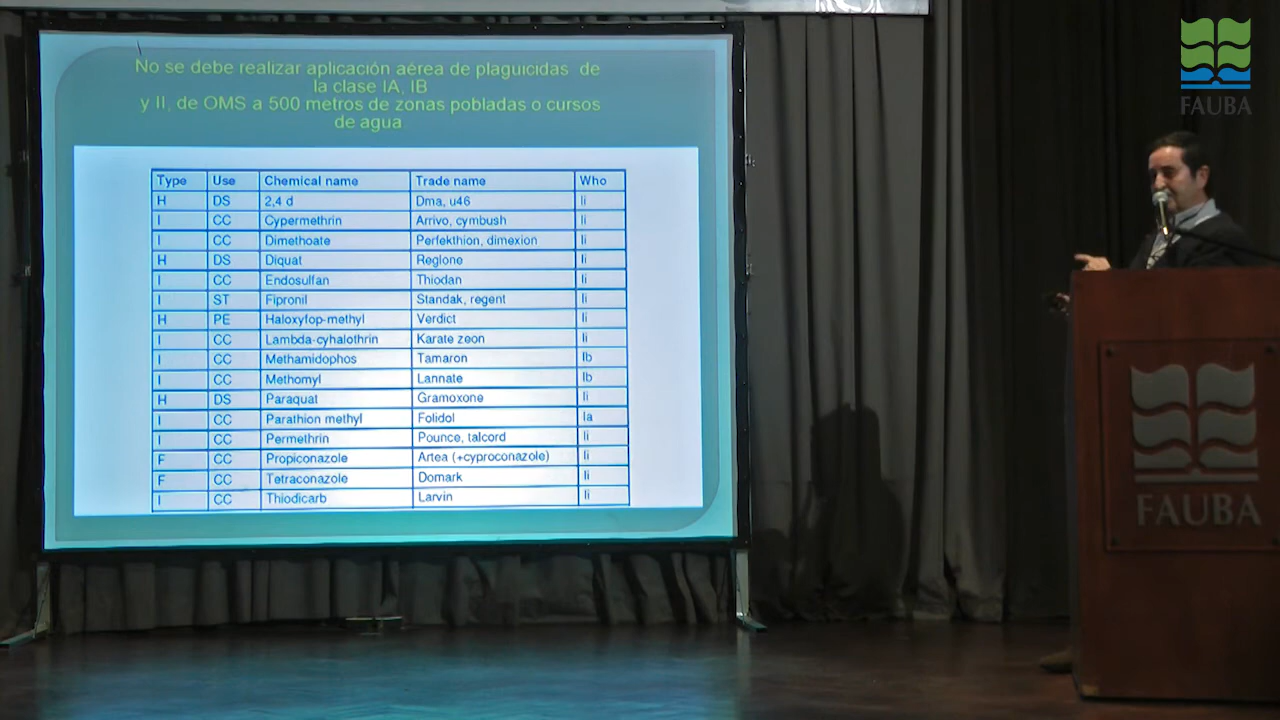 No se debe realizar aplicación aérea de plaguicidas de
la clase IA, IB
y II, de OMS a 500 metros de zonas pobladas o cursos
de agua
Type Use Chemical name Trade name Who
H DS 2,4 d Dma, u46 Ii
I CC Cypermethrin Arrivo, cymbush Ii
I CC Dimethoate Perfekthion, dimexion Ii
H DS Diquat Reglone Ii
I CC Endosulfan Thiodan Ii
I ST Fipronil Standak, regent Ii
H PE Haloxyfop-methyl Verdict Ii
I CC Lambda-cyhalothrin Karate zeon Ii
I CC Methamidophos Tamaron Ib
I CC Methomyl Lannate Ib
H DS Paraquat Gramoxone Ii
I CC Parathion methyl Folidol Ia
I CC Permethrin Pounce, talcord Ii
F CC Propiconazole Artea (+cyproconazole) Ii
F CC Tetraconazole Domark Ii
I CC Thiodicarb Larvin Ii
FAUBA
FAUBA